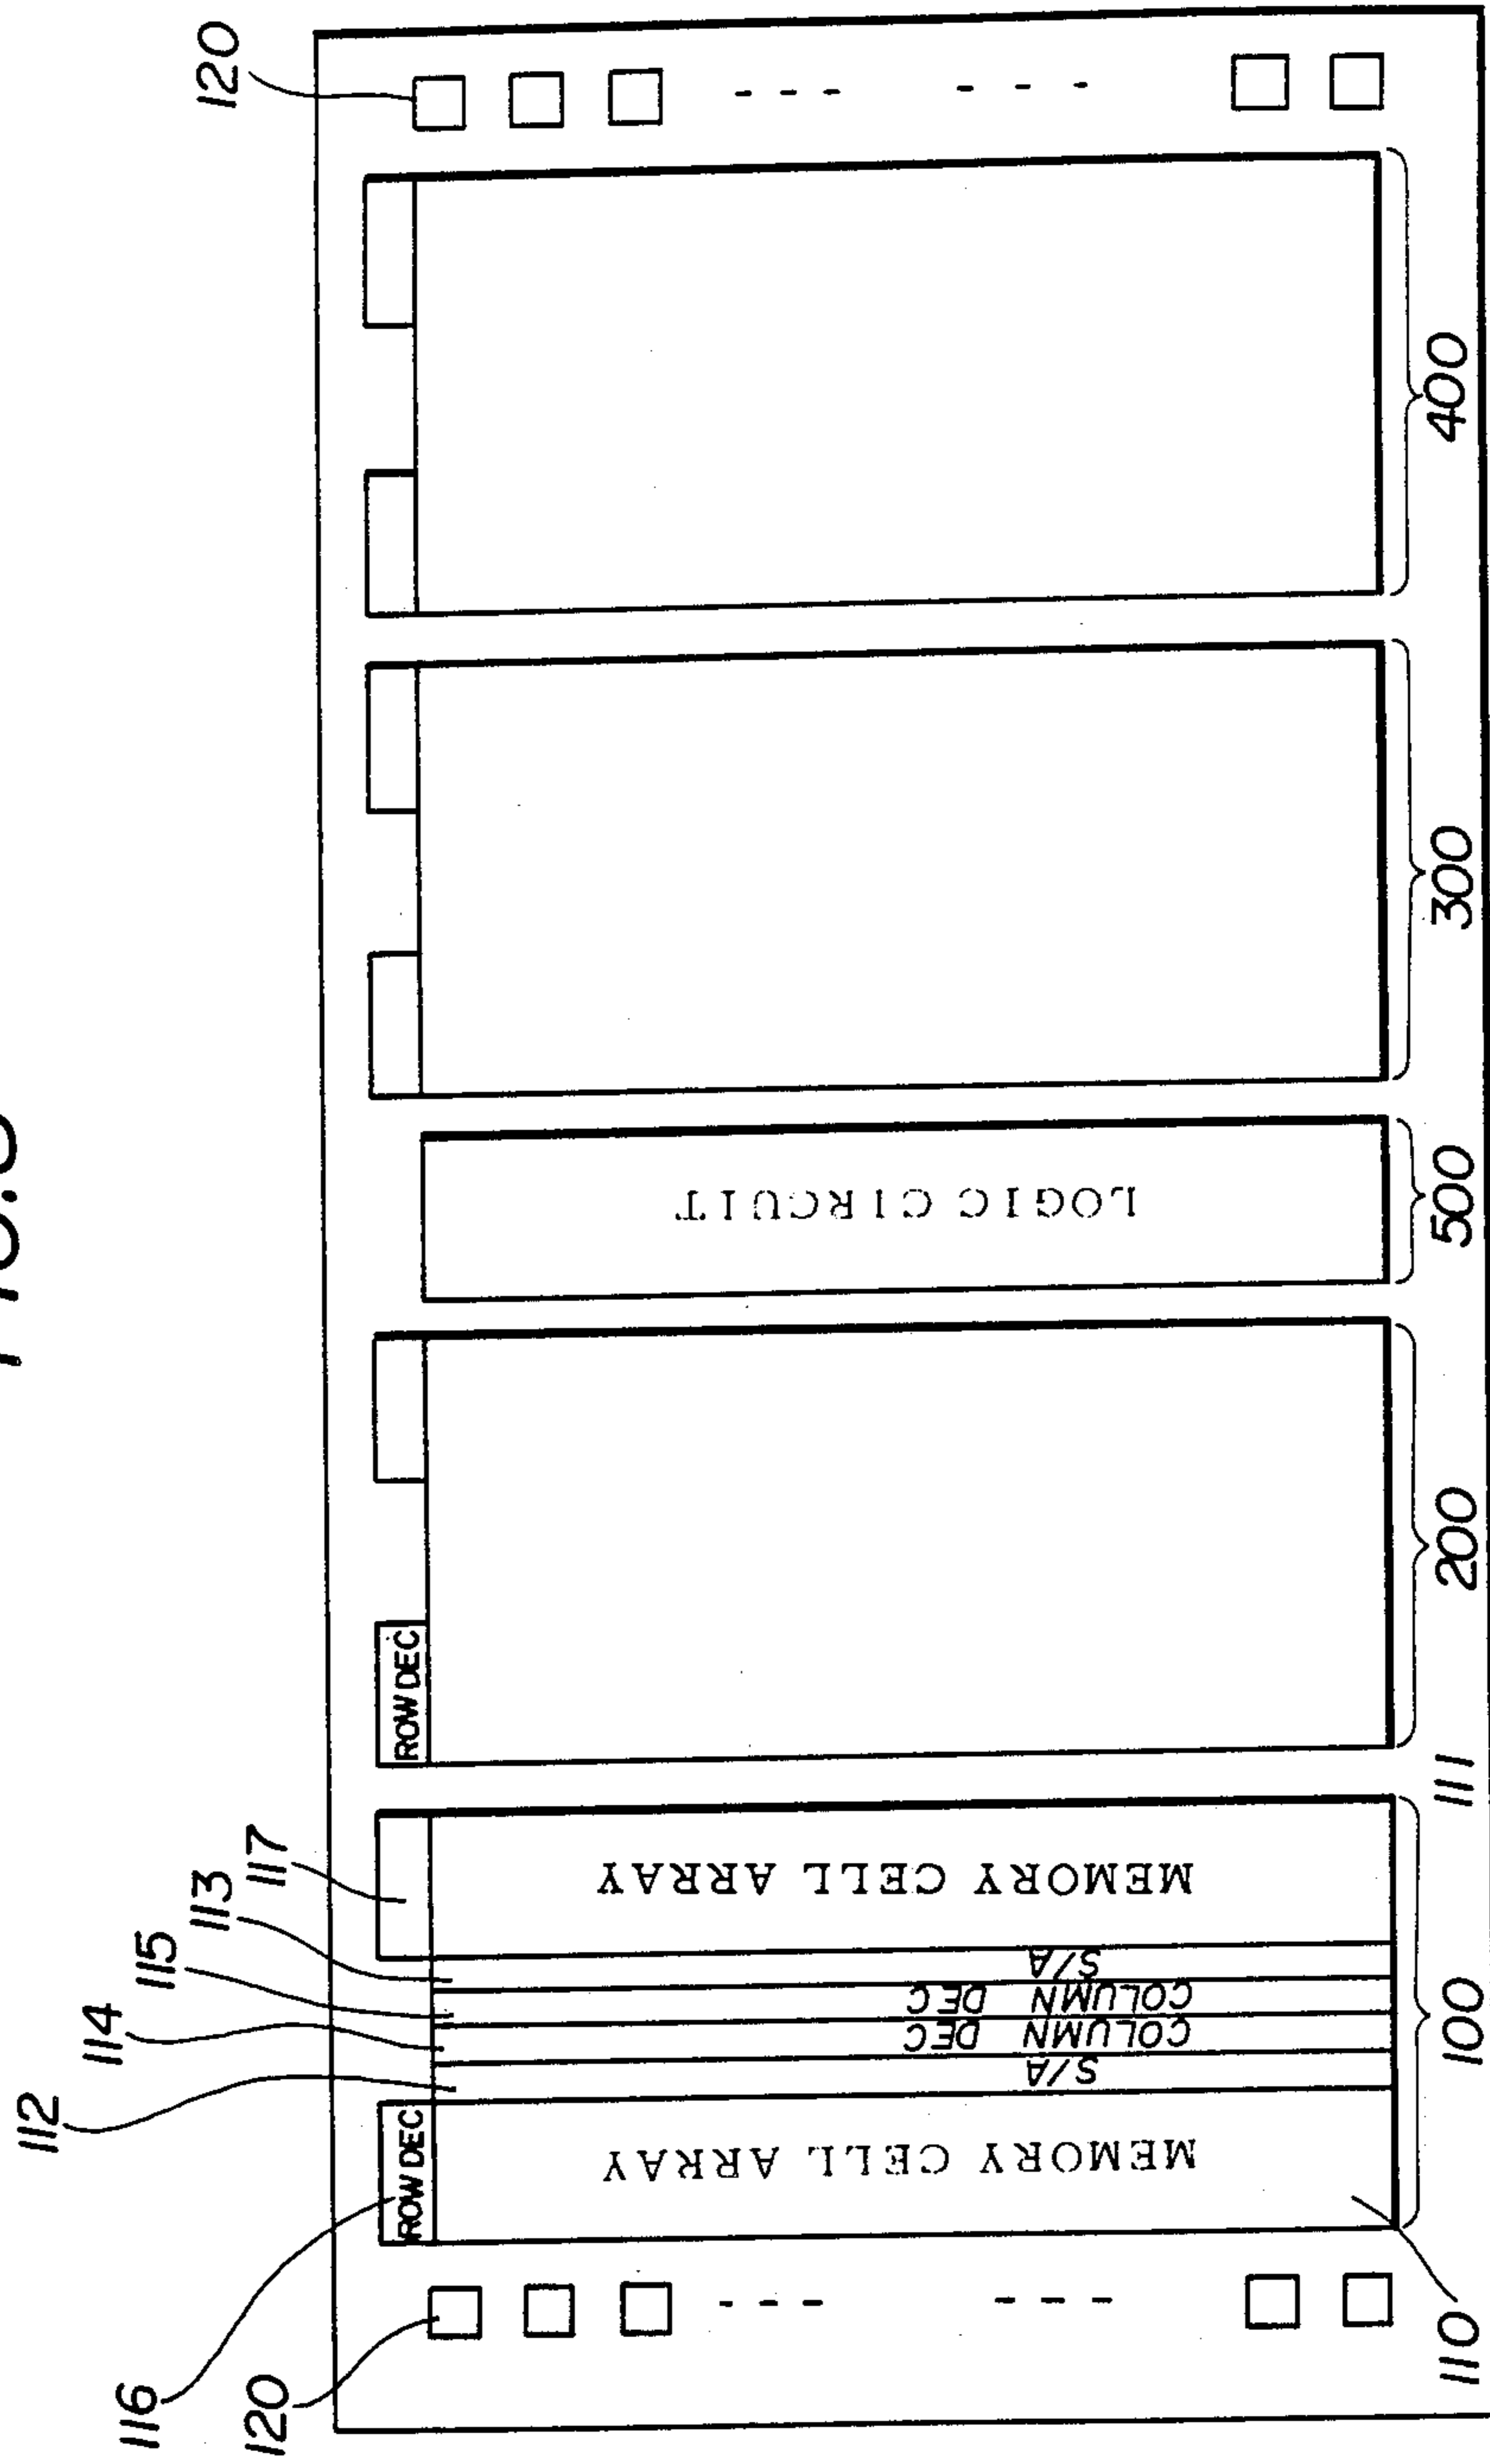 FIG.
112
114
116
115
113
120
120
117
ROW DEC
ROW DEC
MEMORY CELL ARRAY
S/A
COLUMN DEC
COLUMN DEC
S/A
MEMORY CELL ARRAY
LOGIC CIRCUIT
110
100
111
200
500
300
400